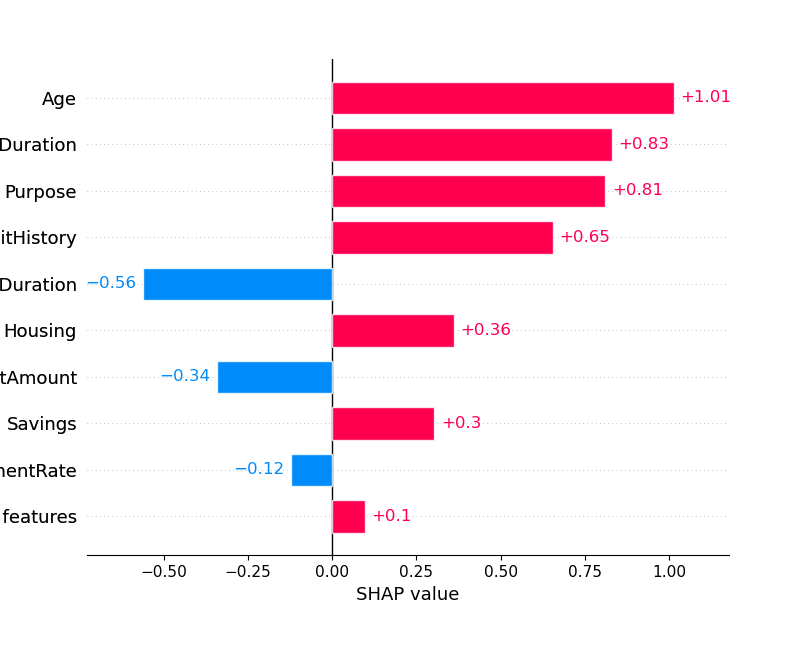 Age +1.01
Duration +0.83
Purpose +0.81
itHistory +0.65
Duration −0.56
Housing +0.36
tAmount −0.34
Savings +0.3
mentRate −0.12
features +0.1
−0.50 −0.25 0.00 0.25 0.50 0.75 1.00
SHAP value